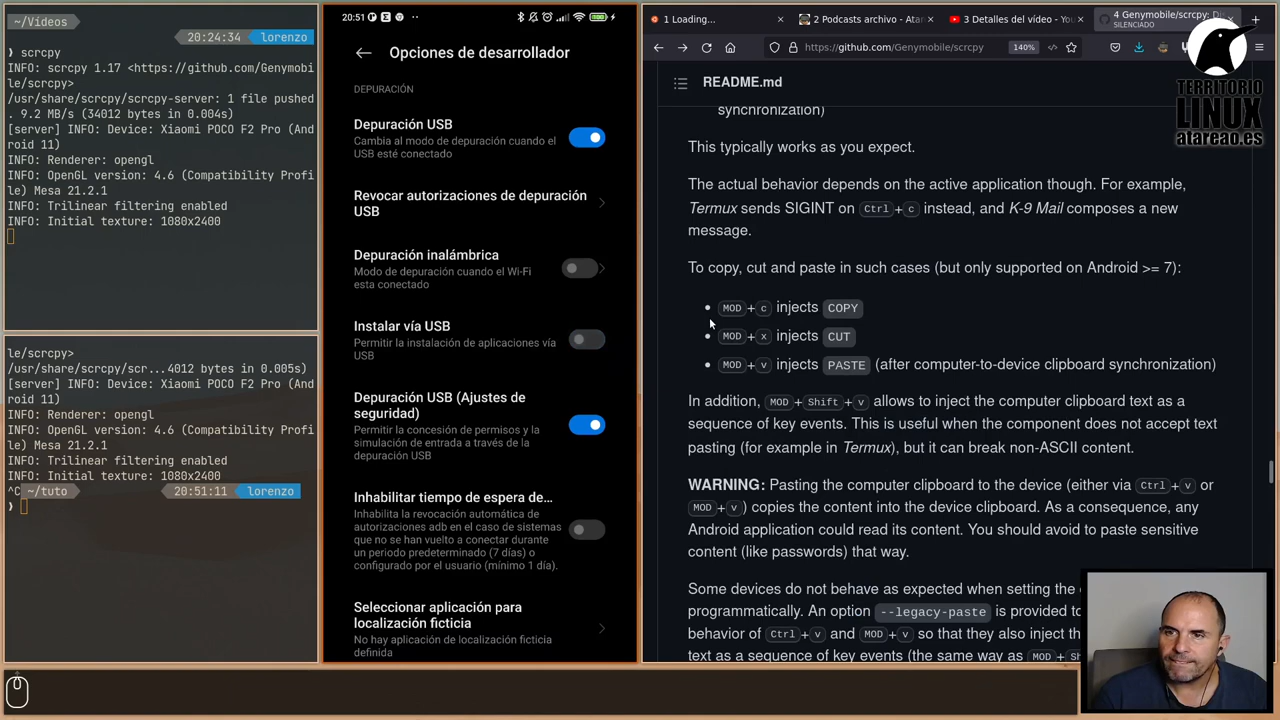 ~/Vídeos
20:24:34 lorenzo
❯ scrcpy
INFO: scrcpy 1.17 <https://github.com/Genymobi
le/scrcpy>
/usr/share/scrcpy/scrcpy-server: 1 file pushed
. 9.2 MB/s (34012 bytes in 0.004s)
[server] INFO: Device: Xiaomi POCO F2 Pro (And
roid 11)
INFO: Renderer: opengl
INFO: OpenGL version: 4.6 (Compatibility Profi
le) Mesa 21.2.1
INFO: Trilinear filtering enabled
INFO: Initial texture: 1080x2400
le/scrcpy>
/usr/share/scrcpy/scr...4012 bytes in 0.005s)
[server] INFO: Device: Xiaomi POCO F2 Pro (And
roid 11)
INFO: Renderer: opengl
INFO: OpenGL version: 4.6 (Compatibility Profi
le) Mesa 21.2.1
INFO: Trilinear filtering enabled
INFO: Initial texture: 1080x2400
^C ~/tuto 20:51:11 lorenzo
❯
20:51
Opciones de desarrollador
DEPURACIÓN
Depuración USB
Cambia al modo de depuración cuando el
USB esté conectado
Revocar autorizaciones de depuración
USB
Depuración inalámbrica
Modo de depuración cuando el Wi-Fi
esta conectado
Instalar vía USB
Permitir la instalación de aplicaciones vía
USB
Depuración USB (Ajustes de
seguridad)
Permitir la concesión de permisos y la
simulación de entrada a través de la
depuración USB
Inhabilitar tiempo de espera de...
Inhabilita la revocación automática de
autorizaciones adb en el caso de sistemas
que no se han vuelto a conectar durante
un periodo predeterminado (7 días) o
configurado por el usuario (mínimo 1 día).
Seleccionar aplicación para
localización ficticia
No hay aplicación de localización ficticia
definida
1 Loading...
2 Podcasts archivo - Atar
3 Detalles del vídeo - You
4 Genymobile/scrcpy: Di
SILENCIADO
https://github.com/Genymobile/scrcpy
140%
TERRITORIO
LINUX
atareao.es
README.md
synchronization)
This typically works as you expect.
The actual behavior depends on the active application though. For example,
Termux sends SIGINT on Ctrl+c instead, and K-9 Mail composes a new
message.
To copy, cut and paste in such cases (but only supported on Android >= 7):
• MOD+c injects COPY
• MOD+x injects CUT
• MOD+v injects PASTE (after computer-to-device clipboard synchronization)
In addition, MOD+Shift+v allows to inject the computer clipboard text as a
sequence of key events. This is useful when the component does not accept text
pasting (for example in Termux), but it can break non-ASCII content.
WARNING: Pasting the computer clipboard to the device (either via Ctrl+v or
MOD+v) copies the content into the device clipboard. As a consequence, any
Android application could read its content. You should avoid to paste sensitive
content (like passwords) that way.
Some devices do not behave as expected when setting the
programmatically. An option --legacy-paste is provided to
behavior of Ctrl+v and MOD+v so that they also inject th
text as a sequence of key events (the same way as MOD+Sh